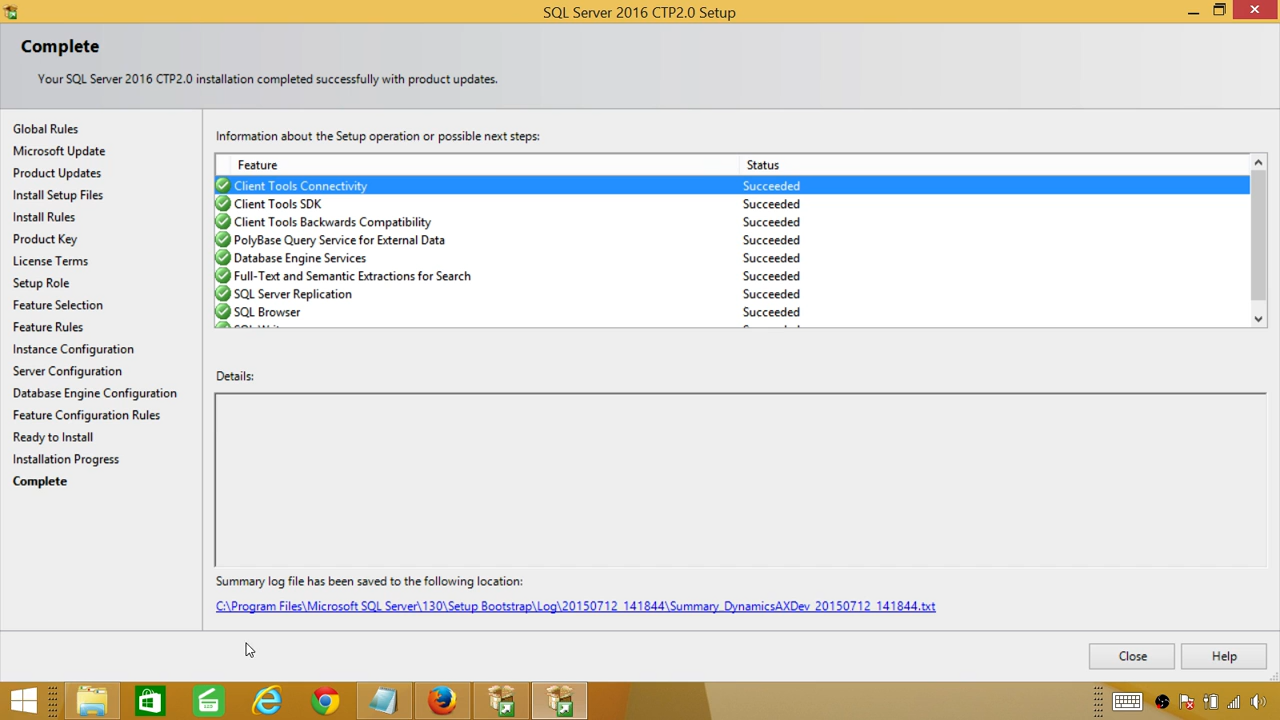 SQL Server 2016 CTP2.0 Setup
Complete
Your SQL Server 2016 CTP2.0 installation completed successfully with product updates.
Global Rules
Microsoft Update
Product Updates
Install Setup Files
Install Rules
Product Key
License Terms
Setup Role
Feature Selection
Feature Rules
Instance Configuration
Server Configuration
Database Engine Configuration
Feature Configuration Rules
Ready to Install
Installation Progress
Complete
Information about the Setup operation or possible next steps:
Feature Status
Client Tools Connectivity Succeeded
Client Tools SDK Succeeded
Client Tools Backwards Compatibility Succeeded
PolyBase Query Service for External Data Succeeded
Database Engine Services Succeeded
Full-Text and Semantic Extractions for Search Succeeded
SQL Server Replication Succeeded
SQL Browser Succeeded
Details:
Summary log file has been saved to the following location:
C:\Program Files\Microsoft SQL Server\130\Setup Bootstrap\Log\20150712_141844\Summary_DynamicsAXDev_20150712_141844.txt
Close Help